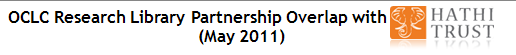 OCLC Research Library Partnership Overlap with HATHI TRUST
(May 2011)